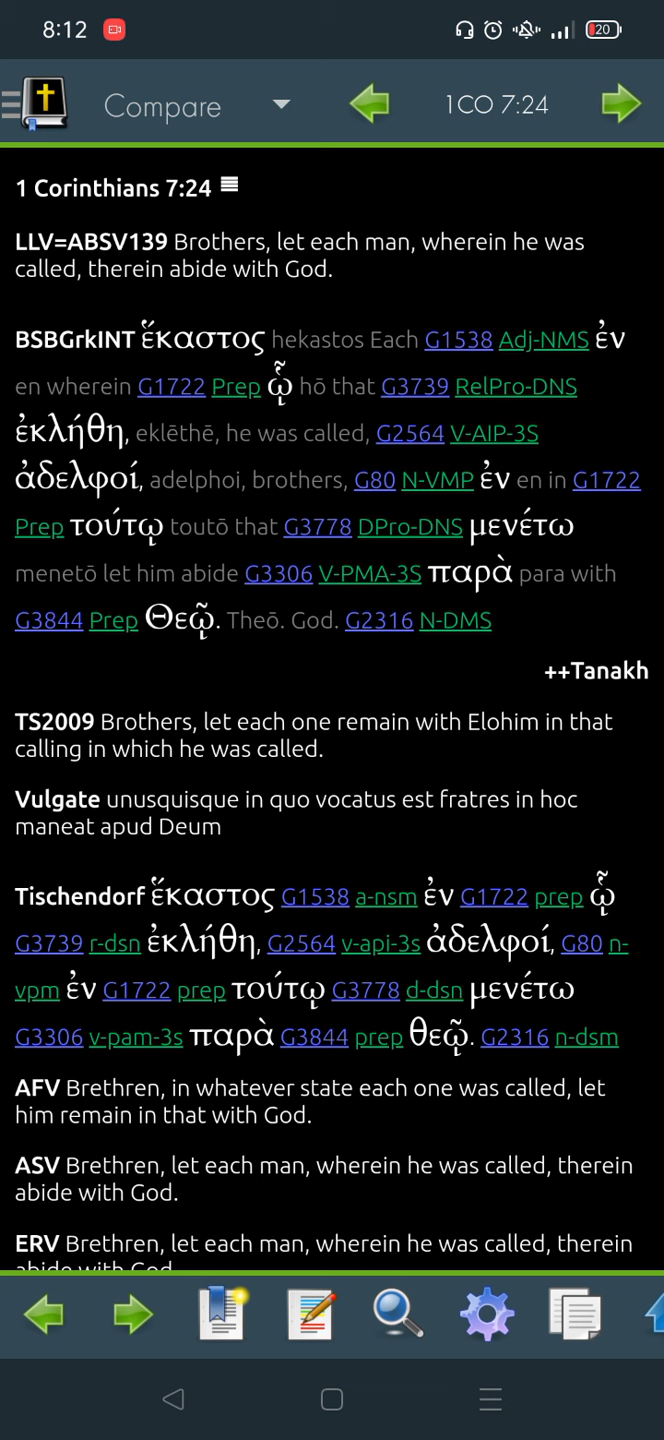 8:12
20
Compare
1CO 7:24
1 Corinthians 7:24
LLV=ABSV139 Brothers, let each man, wherein he was
called, therein abide with God.
BSBGrkINT ἕκαστος hekastos Each G1538 Adj-NMS ἐν
en wherein G1722 Prep ᾧ hō that G3739 RelPro-DNS
ἐκλήθη, eklēthē, he was called, G2564 V-AIP-3S
ἀδελφοί, adelphoi, brothers, G80 N-VMP ἐν en in G1722
Prep τούτῳ toutō that G3778 DPro-DNS μενέτω
menetō let him abide G3306 V-PMA-3S παρὰ para with
G3844 Prep Θεῷ. Theō. God. G2316 N-DMS
++Tanakh
TS2009 Brothers, let each one remain with Elohim in that
calling in which he was called.
Vulgate unusquisque in quo vocatus est fratres in hoc
maneat apud Deum
Tischendorf ἕκαστος G1538 a-nsm ἐν G1722 prep ᾧ
G3739 r-dsn ἐκλήθη, G2564 v-api-3s ἀδελφοί, G80 n-
vpm ἐν G1722 prep τούτῳ G3778 d-dsn μενέτω
G3306 v-pam-3s παρὰ G3844 prep θεῷ. G2316 n-dsm
AFV Brethren, in whatever state each one was called, let
him remain in that with God.
ASV Brethren, let each man, wherein he was called, therein
abide with God.
ERV Brethren, let each man, wherein he was called, therein
abide with God